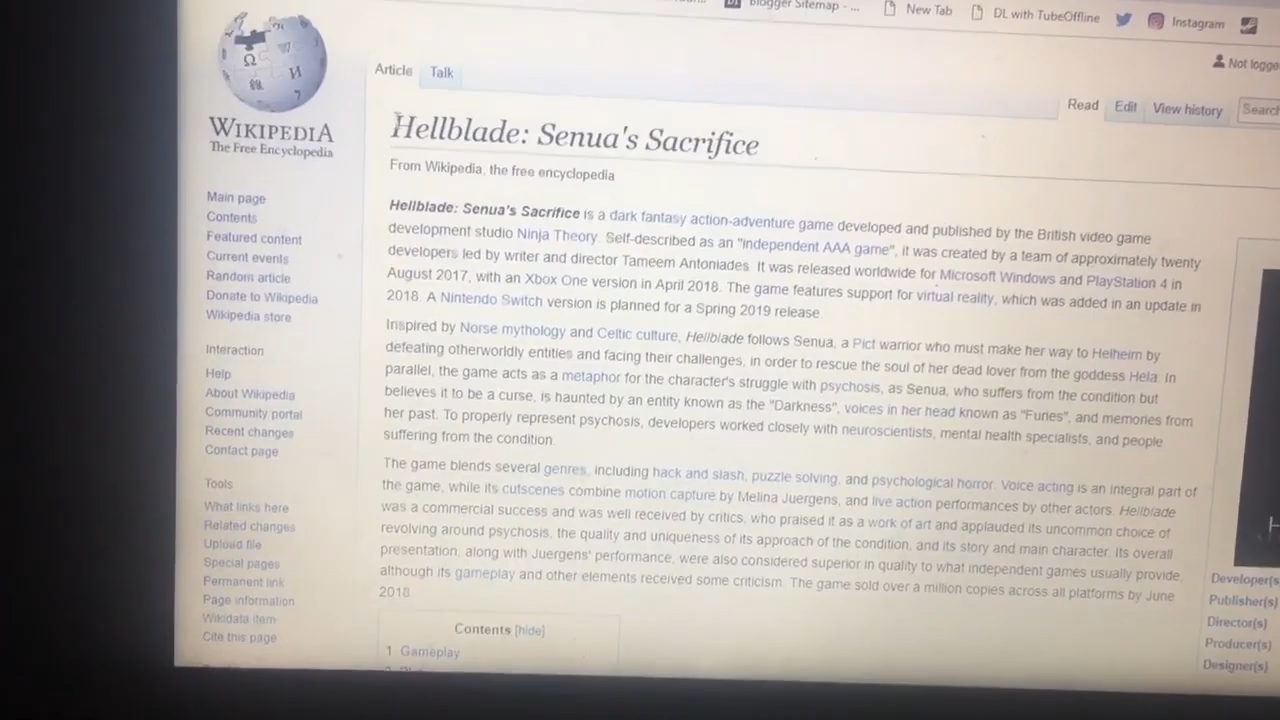 Blogger Sitemap - ...
New Tab
DL with TubeOffline
Instagram
Not logge
Article
Talk
Read
Edit
View history
Search
WIKIPEDIA
The Free Encyclopedia
Main page
Contents
Featured content
Current events
Random article
Donate to Wikipedia
Wikipedia store
Interaction
Help
About Wikipedia
Community portal
Recent changes
Contact page
Tools
What links here
Related changes
Upload file
Special pages
Permanent link
Page information
Wikidata item
Cite this page
Hellblade: Senua's Sacrifice
From Wikipedia, the free encyclopedia
Hellblade: Senua's Sacrifice is a dark fantasy action-adventure game developed and published by the British video game
development studio Ninja Theory. Self-described as an "independent AAA game", it was created by a team of approximately twenty
developers led by writer and director Tameem Antoniades. It was released worldwide for Microsoft Windows and PlayStation 4 in
August 2017, with an Xbox One version in April 2018. The game features support for virtual reality, which was added in an update in
2018. A Nintendo Switch version is planned for a Spring 2019 release.
Inspired by Norse mythology and Celtic culture, Hellblade follows Senua, a Pict warrior who must make her way to Helheim by
defeating otherworldly entities and facing their challenges, in order to rescue the soul of her dead lover from the goddess Hela. In
parallel, the game acts as a metaphor for the character's struggle with psychosis, as Senua, who suffers from the condition but
believes it to be a curse, is haunted by an entity known as the "Darkness", voices in her head known as "Furies", and memories from
her past. To properly represent psychosis, developers worked closely with neuroscientists, mental health specialists, and people
suffering from the condition.
The game blends several genres, including hack and slash, puzzle solving, and psychological horror. Voice acting is an integral part of
the game, while its cutscenes combine motion capture by Melina Juergens, and live action performances by other actors. Hellblade
was a commercial success and was well received by critics, who praised it as a work of art and applauded its uncommon choice of
revolving around psychosis, the quality and uniqueness of its approach of the condition, and its story and main character. Its overall
presentation, along with Juergens' performance, were also considered superior in quality to what independent games usually provide,
although its gameplay and other elements received some criticism. The game sold over a million copies across all platforms by June
2018.
Contents [hide]
1 Gameplay
Developer(s
Publisher(s)
Director(s)
Producer(s)
Designer(s)